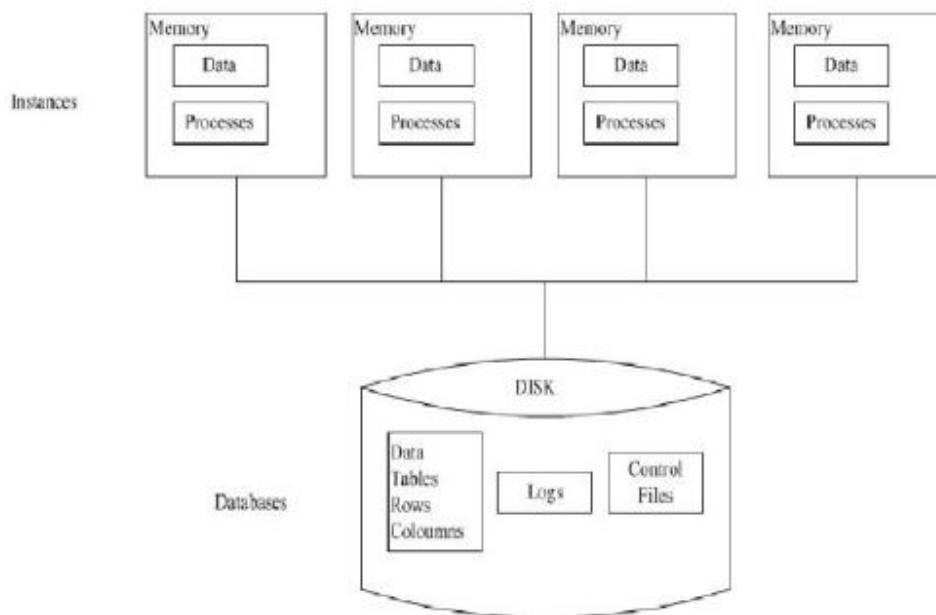 Memory
Data
Processes
Memory
Data
Processes
Memory
Data
Processes
Memory
Data
Processes
Instances
DISK
Data
Tables
Rows
Coloumns
Logs
Control
Files
Databases